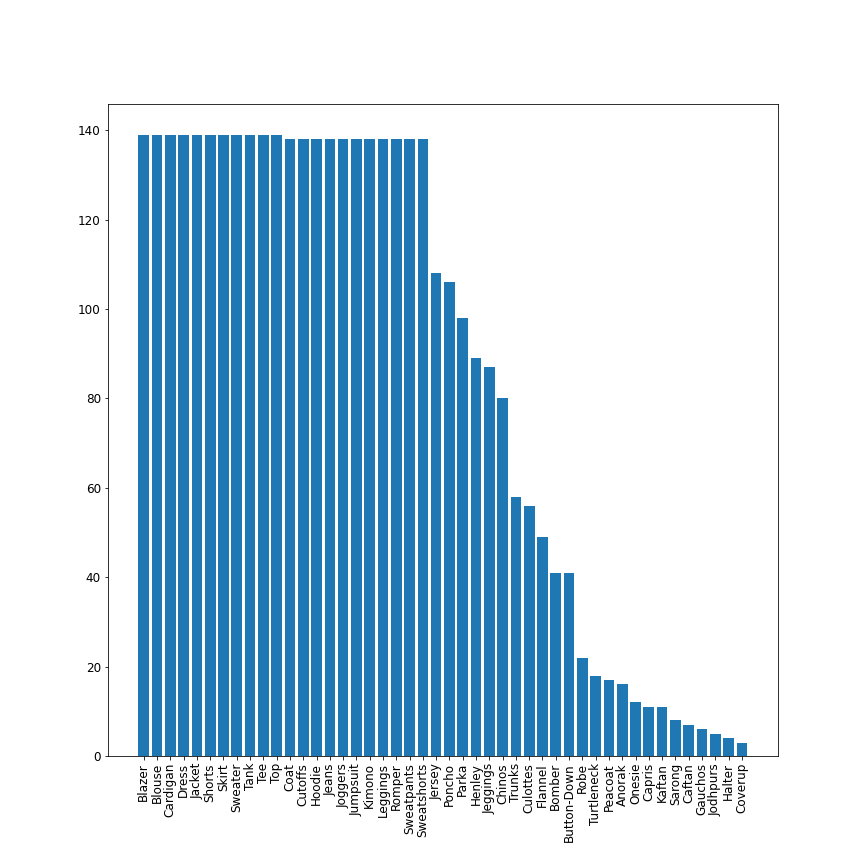 140
120
100
80
60
40
20
0
Blazer
Blouse
Cardigan
Dress
Jacket
Shorts
Skirt
Sweater
Tank
Tee
Top
Coat
Cutoffs
Hoodie
Jeans
Joggers
Jumpsuit
Kimono
Leggings
Romper
Sweatpants
Sweatshorts
Jersey
Poncho
Parka
Henley
Jeggings
Chinos
Trunks
Culottes
Flannel
Bomber
Button-Down
Robe
Turtleneck
Peacoat
Anorak
Onesie
Capris
Kaftan
Sarong
Caftan
Gauchos
Jodhpurs
Halter
Coverup